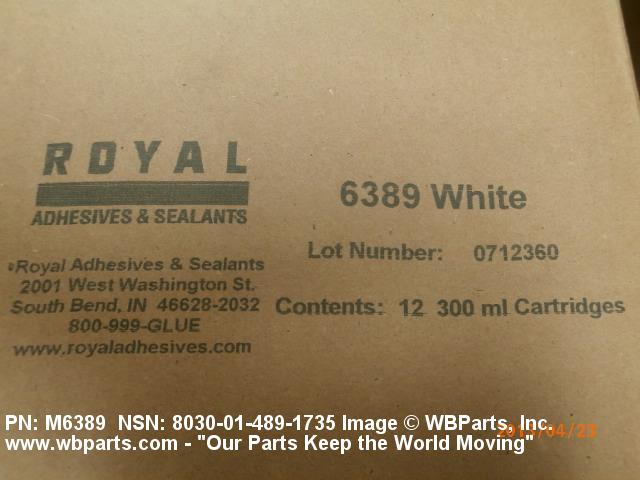 ROYAL
ADHESIVES & SEALANTS
Royal Adhesives & Sealants
2001 West Washington St.
South Bend, IN 46628-2032
800-999-GLUE
www.royaladhesives.com
6389 White
Lot Number: 0712360
Contents: 12 300 ml Cartridges
PN: M6389 NSN: 8030-01-489-1735 Image © WBParts, Inc.
www.wbparts.com - "Our Parts Keep the World Moving"